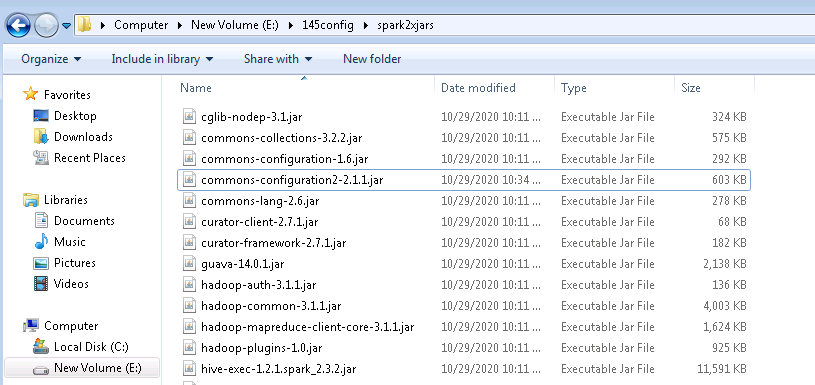 Computer New Volume (E:) 145config spark2xjars
Organize Include in library Share with New folder
Favorites
Desktop
Downloads
Recent Places
Libraries
Documents
Music
Pictures
Videos
Computer
Local Disk (C:)
New Volume (E:)
Name Date modified Type Size
cglib-nodep-3.1.jar 10/29/2020 10:11 ... Executable Jar File 324 KB
commons-collections-3.2.2.jar 10/29/2020 10:11 ... Executable Jar File 575 KB
commons-configuration-1.6.jar 10/29/2020 10:11 ... Executable Jar File 292 KB
commons-configuration2-2.1.1.jar 10/29/2020 10:34 ... Executable Jar File 603 KB
commons-lang-2.6.jar 10/29/2020 10:11 ... Executable Jar File 278 KB
curator-client-2.7.1.jar 10/29/2020 10:11 ... Executable Jar File 68 KB
curator-framework-2.7.1.jar 10/29/2020 10:11 ... Executable Jar File 182 KB
guava-14.0.1.jar 10/29/2020 10:11 ... Executable Jar File 2,138 KB
hadoop-auth-3.1.1.jar 10/29/2020 10:11 ... Executable Jar File 136 KB
hadoop-common-3.1.1.jar 10/29/2020 10:11 ... Executable Jar File 4,003 KB
hadoop-mapreduce-client-core-3.1.1.jar 10/29/2020 10:11 ... Executable Jar File 1,624 KB
hadoop-plugins-1.0.jar 10/29/2020 10:11 ... Executable Jar File 925 KB
hive-exec-1.2.1.spark_2.3.2.jar 10/29/2020 10:11 ... Executable Jar File 11,591 KB